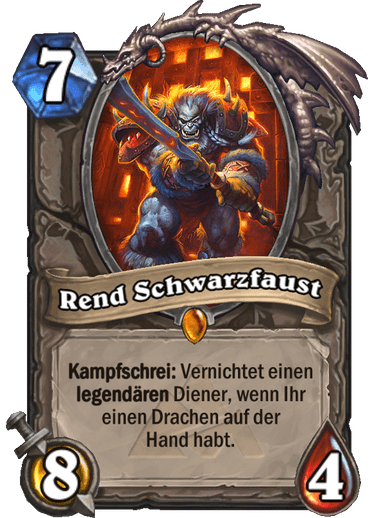 7
Rend Schwarzfaust
Kampfschrei: Vernichtet einen
legendären Diener, wenn Ihr
einen Drachen auf der
Hand habt.
8
4